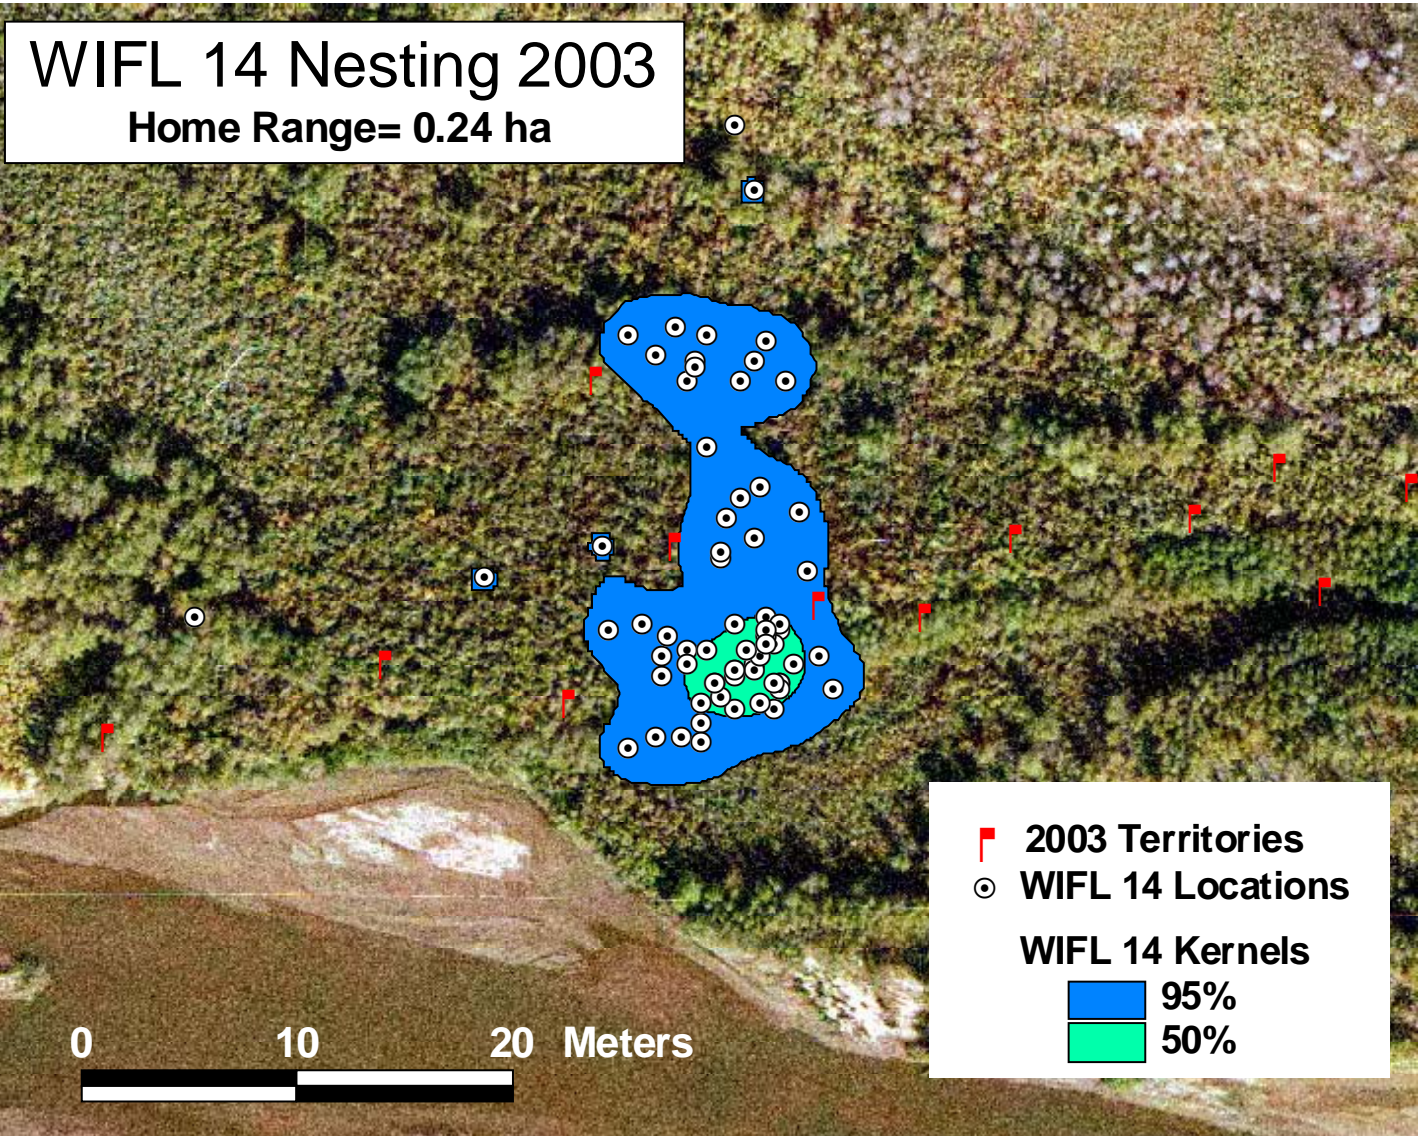 WIFL 14 Nesting 2003
Home Range= 0.24 ha
2003 Territories
WIFL 14 Locations
WIFL 14 Kernels
95%
50%
0 10 20 Meters